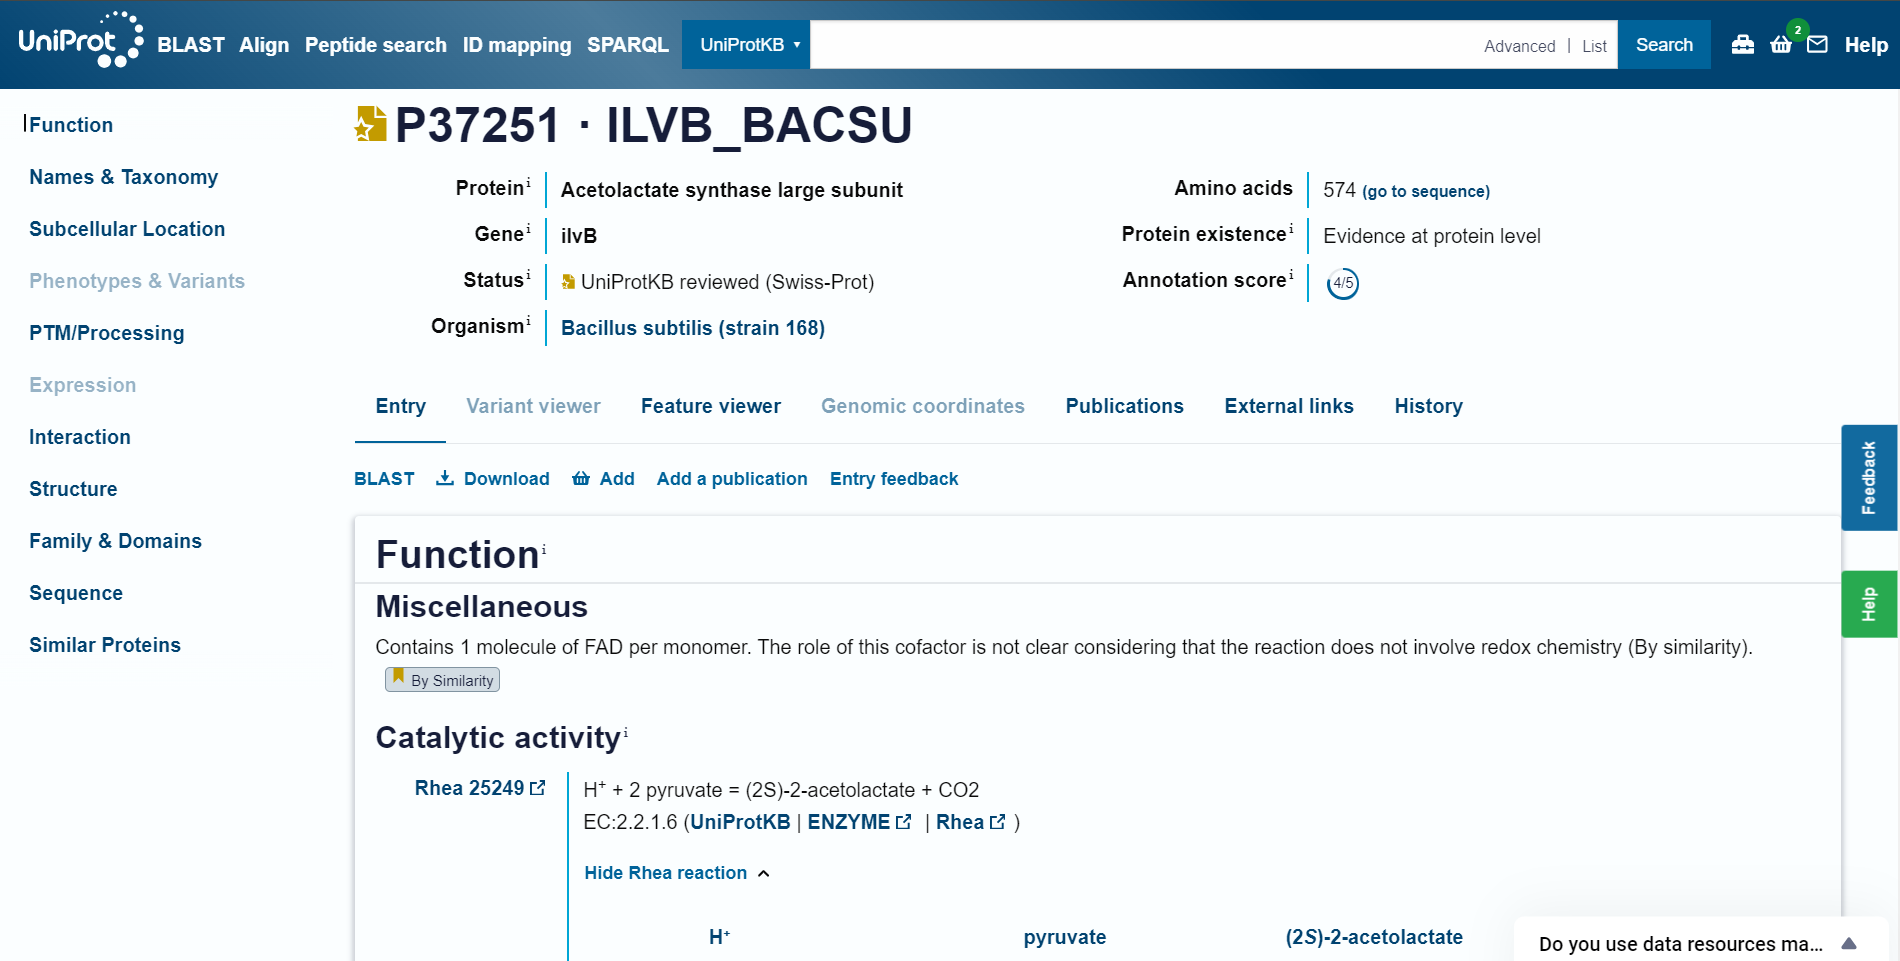 UniProt BLAST Align Peptide search ID mapping SPARQL UniProtKB Advanced | List Search 2 Help
Function
Names & Taxonomy
Subcellular Location
Phenotypes & Variants
PTM/Processing
Expression
Interaction
Structure
Family & Domains
Sequence
Similar Proteins
P37251 · ILVB_BACSU
Protein i Acetolactate synthase large subunit
Gene i ilvB
Status i UniProtKB reviewed (Swiss-Prot)
Organism i Bacillus subtilis (strain 168)
Amino acids 574 (go to sequence)
Protein existence i Evidence at protein level
Annotation score i 4/5
Entry Variant viewer Feature viewer Genomic coordinates Publications External links History
BLAST Download Add Add a publication Entry feedback
Function i
Miscellaneous
Contains 1 molecule of FAD per monomer. The role of this cofactor is not clear considering that the reaction does not involve redox chemistry (By similarity).
By Similarity
Catalytic activity i
Rhea 25249 H⁺ + 2 pyruvate = (2S)-2-acetolactate + CO2
EC:2.2.1.6 (UniProtKB | ENZYME | Rhea )
Hide Rhea reaction
H⁺ pyruvate (2S)-2-acetolactate
Feedback
Help
Do you use data resources ma...